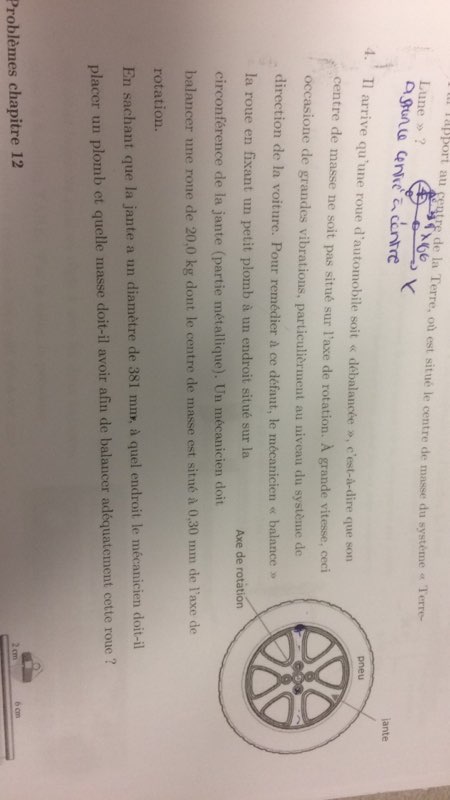 rapport au centre de la Terre, où est situé le centre de masse du système « Terre-
Lune » ?
centre à centre
4. Il arrive qu'une roue d'automobile soit « débalancée », c'est-à-dire que son
centre de masse ne soit pas situé sur l'axe de rotation. À grande vitesse, ceci
occasione de grandes vibrations, particulièrment au niveau du système de
direction de la voiture. Pour remédier à ce défaut, le mécanicien « balance »
la roue en fixant un petit plomb à un endroit situé sur la
circonférence de la jante (partie métallique). Un mécanicien doit
balancer une roue de 20,0 kg dont le centre de masse est situé à 0,30 mm de l'axe de
rotation.
En sachant que la jante a un diamètre de 381 mm, à quel endroit le mécanicien doit-il
placer un plomb et quelle masse doit-il avoir afin de balancer adéquatement cette roue ?
jante
pneu
Axe de rotation
Problèmes chapitre 12
2 cm
6 cm